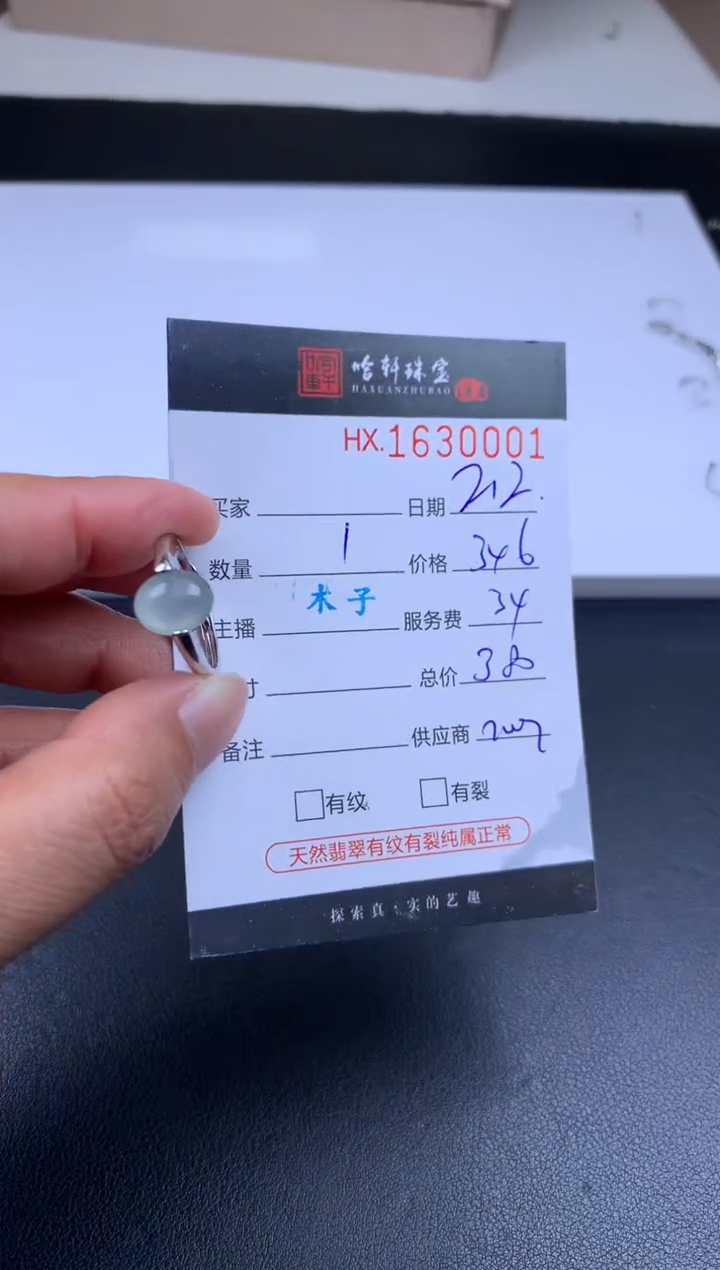 哈轩珠宝
HAXUANZHUBAO
HX.1630001
买家 日期 212.
数量 1 价格 346
主播 木子 服务费 34
寸 总价 380
备注 供应商
有纹 有裂
天然翡翠有纹有裂纯属正常
探索真·实的艺趣